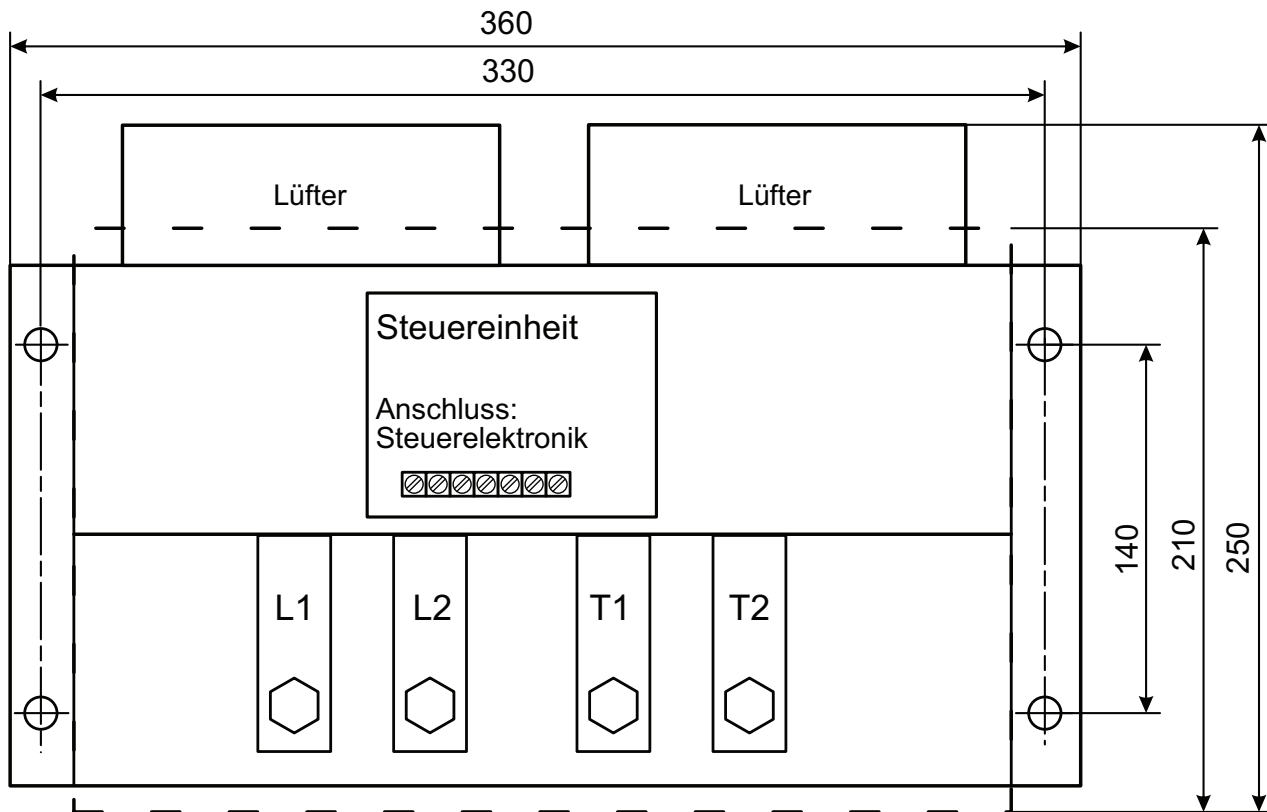 360
330
Lüfter
Lüfter
Steuereinheit
Anschluss:
Steuerelektronik
140
210
250
L1
L2
T1
T2